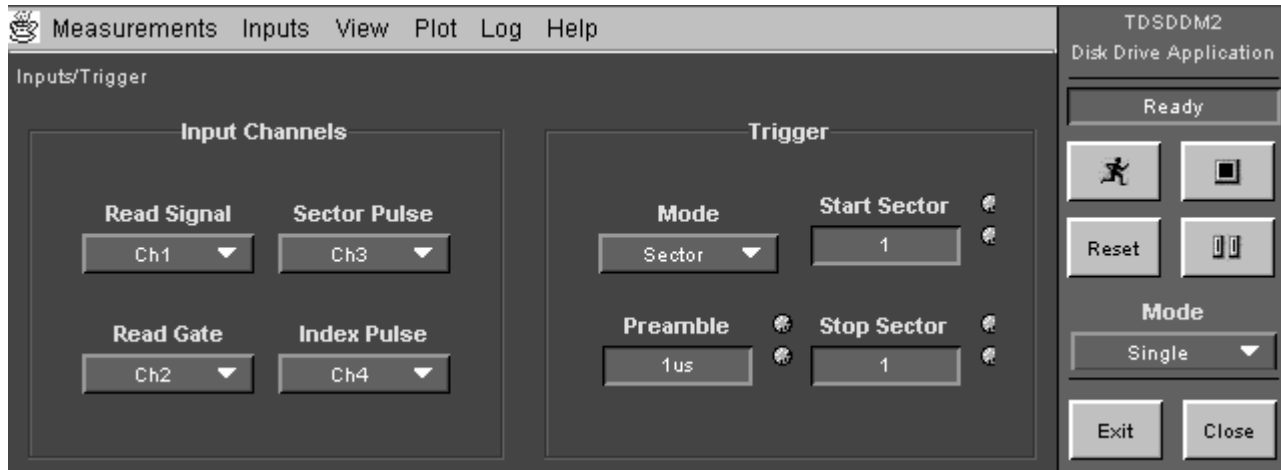 Measurements Inputs View Plot Log Help
Inputs/Trigger
Input Channels
Read Signal Sector Pulse
Ch1 Ch3
Read Gate Index Pulse
Ch2 Ch4
Trigger
Mode Start Sector
Sector 1
Preamble Stop Sector
1us 1
TDSDDM2
Disk Drive Application
Ready
Reset
Mode
Single
Exit Close